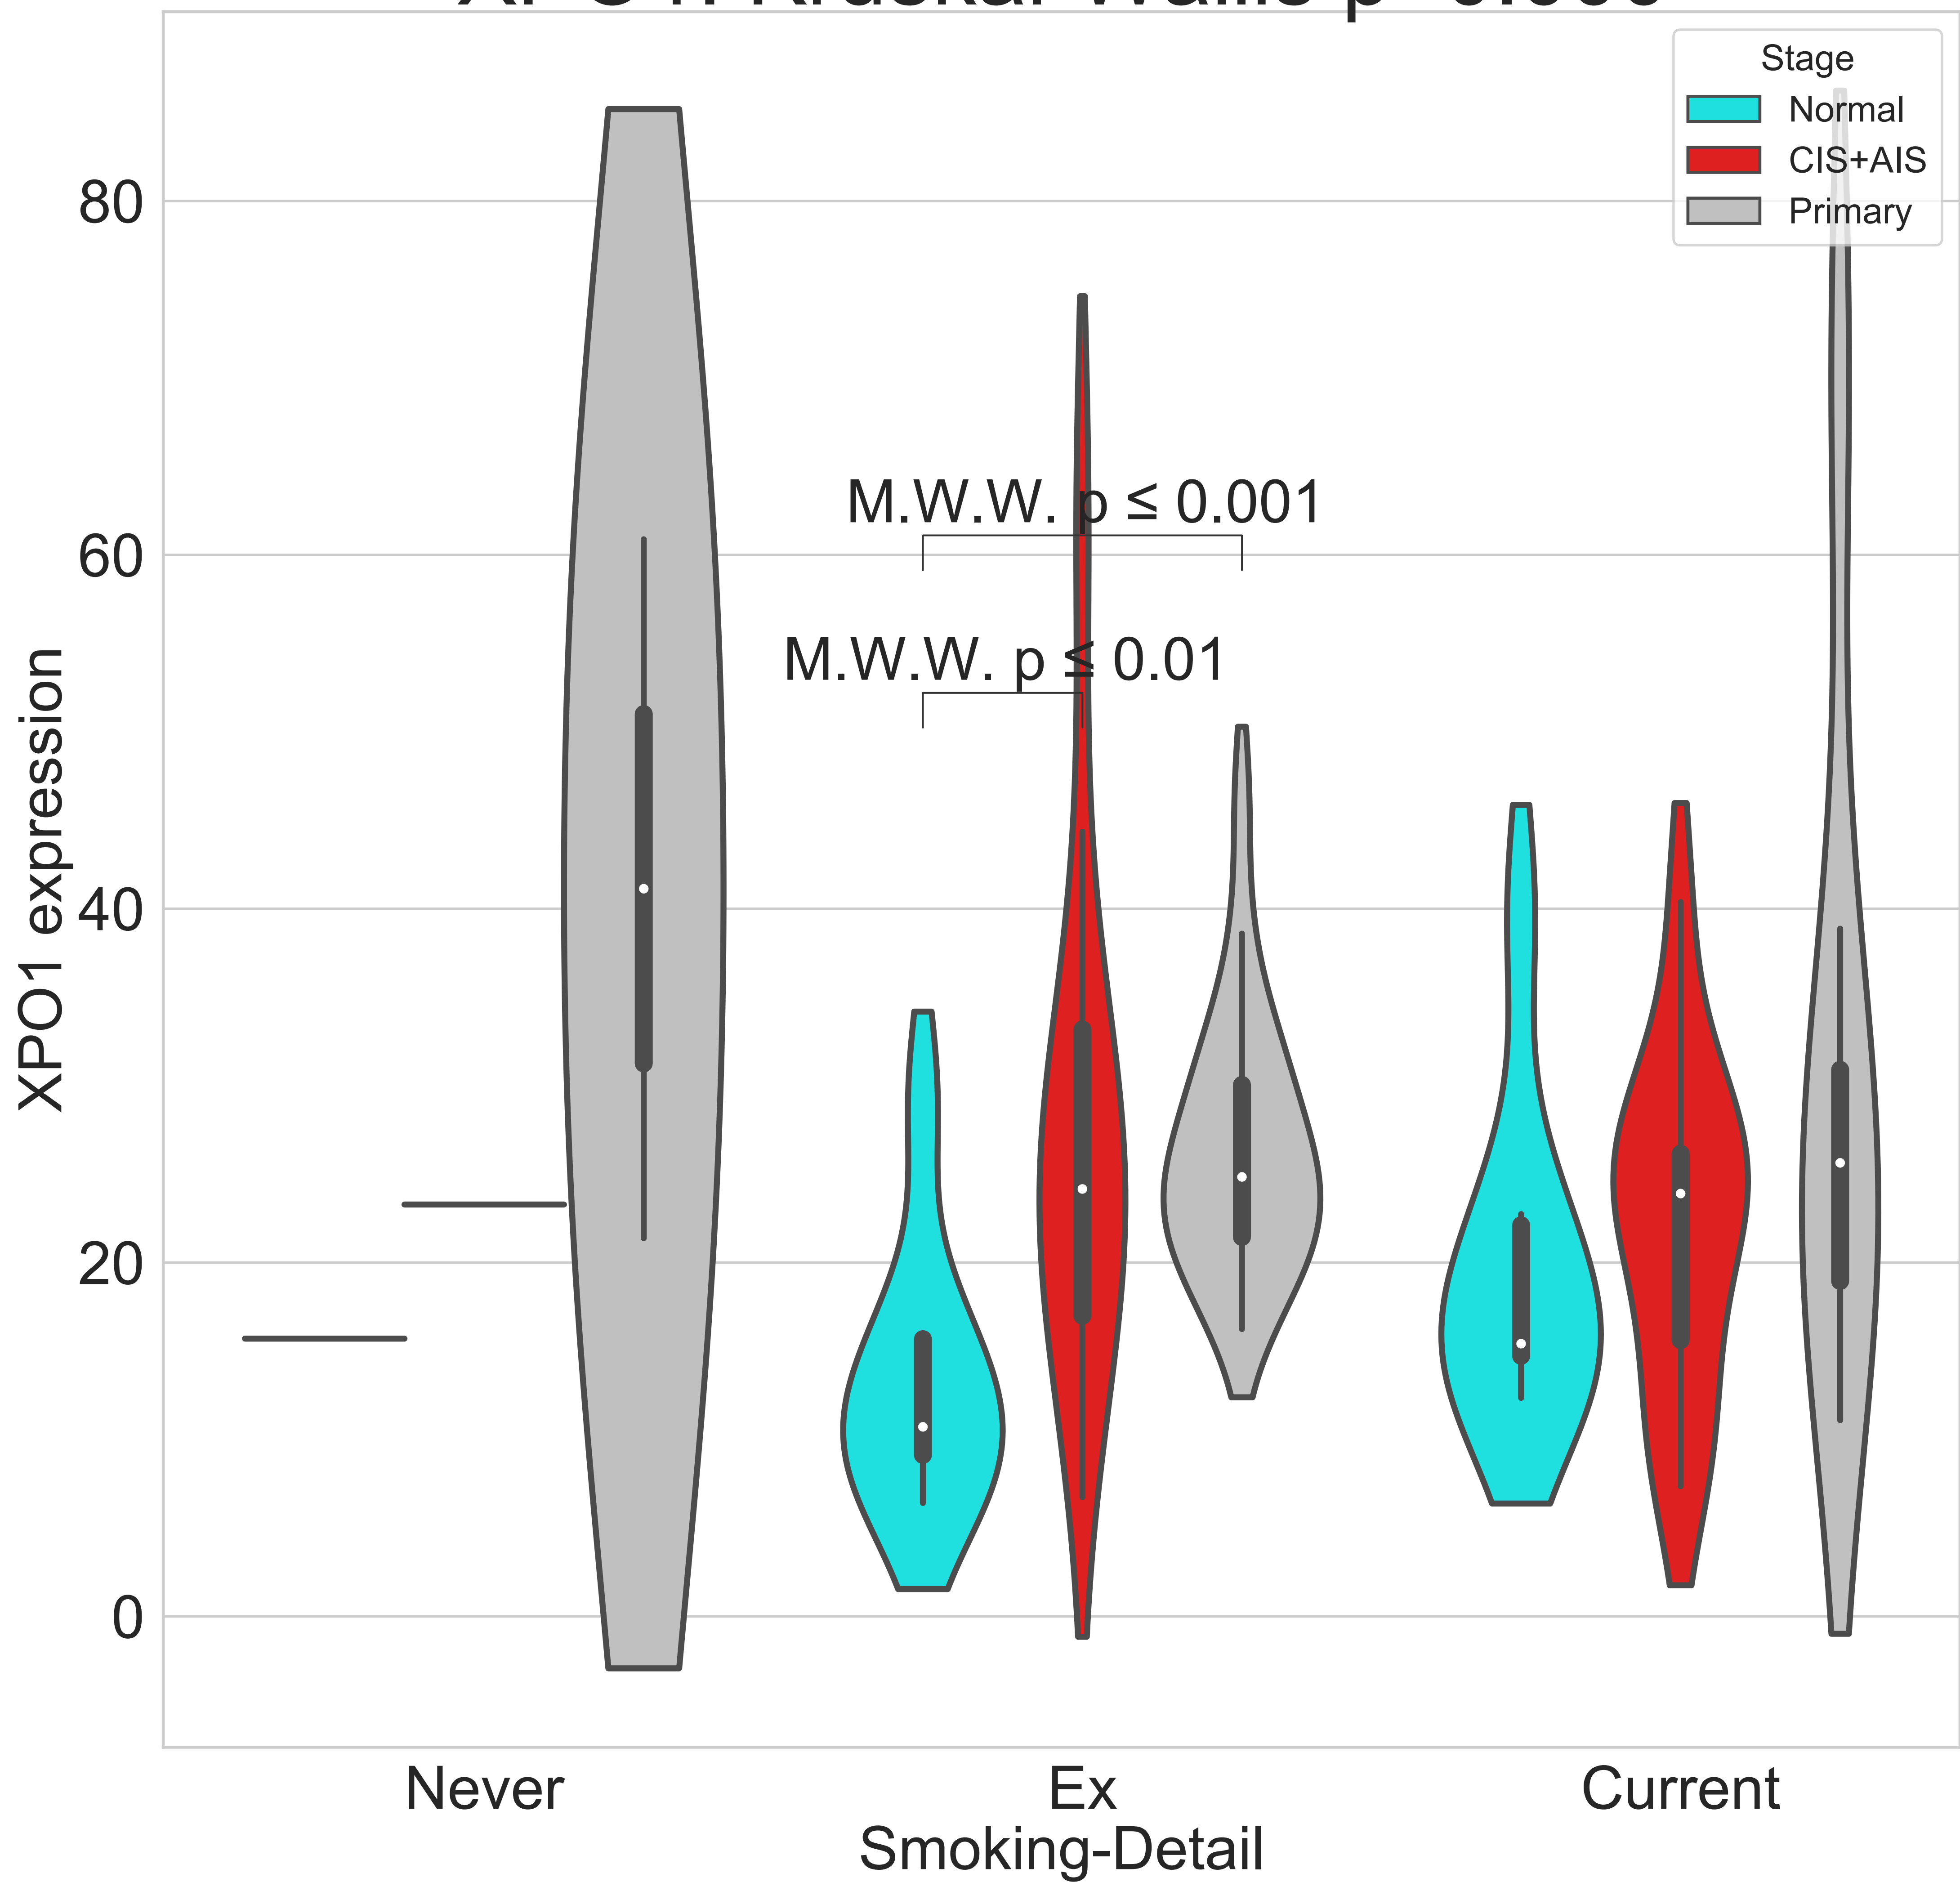 Stage
Normal
CIS+AIS
Primary
80
60
40
20
0
XPO1 expression
M.W.W. p ≤ 0.001
M.W.W. p ≤ 0.01
Never
Ex
Current
Smoking-Detail